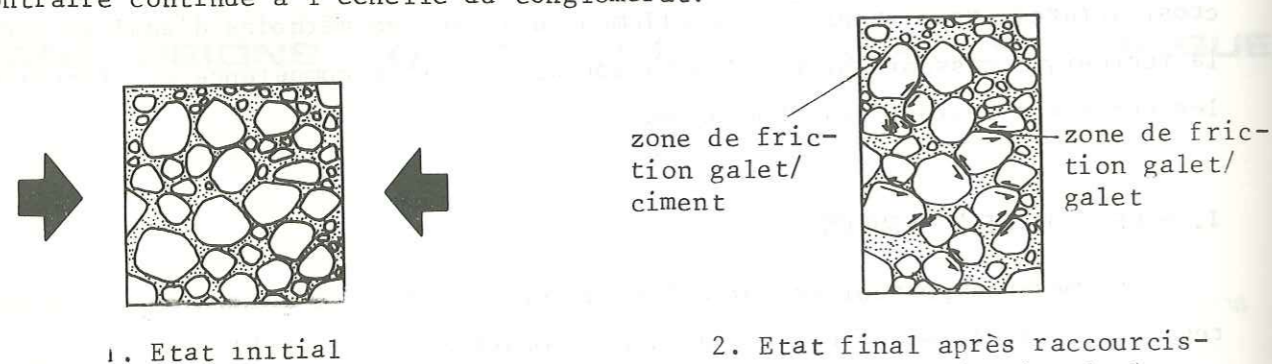 ontraire continue à l'échelle du conglomérat.
zone de fric-
tion galet/
ciment
zone de fric-
tion galet/
galet
1. Etat initial
2. Etat final après raccourcis-